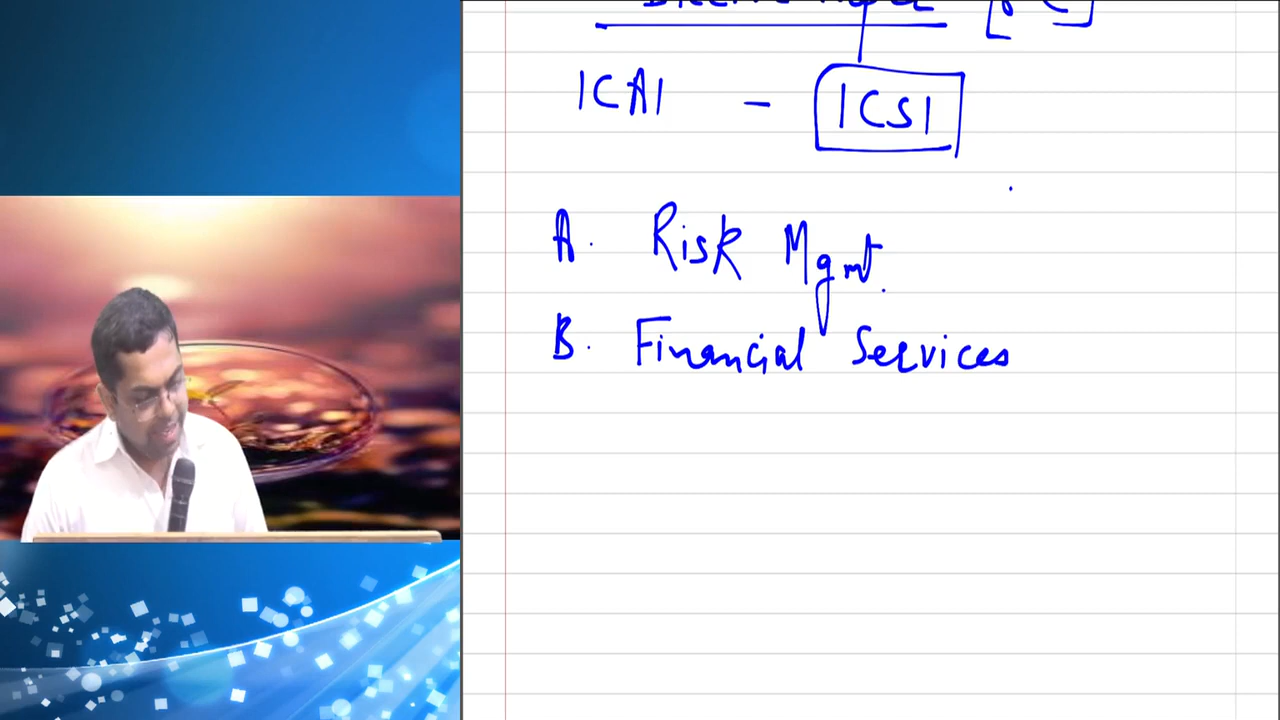 ICAI - ICSI
A. Risk Mgmt.
B. Financial Services